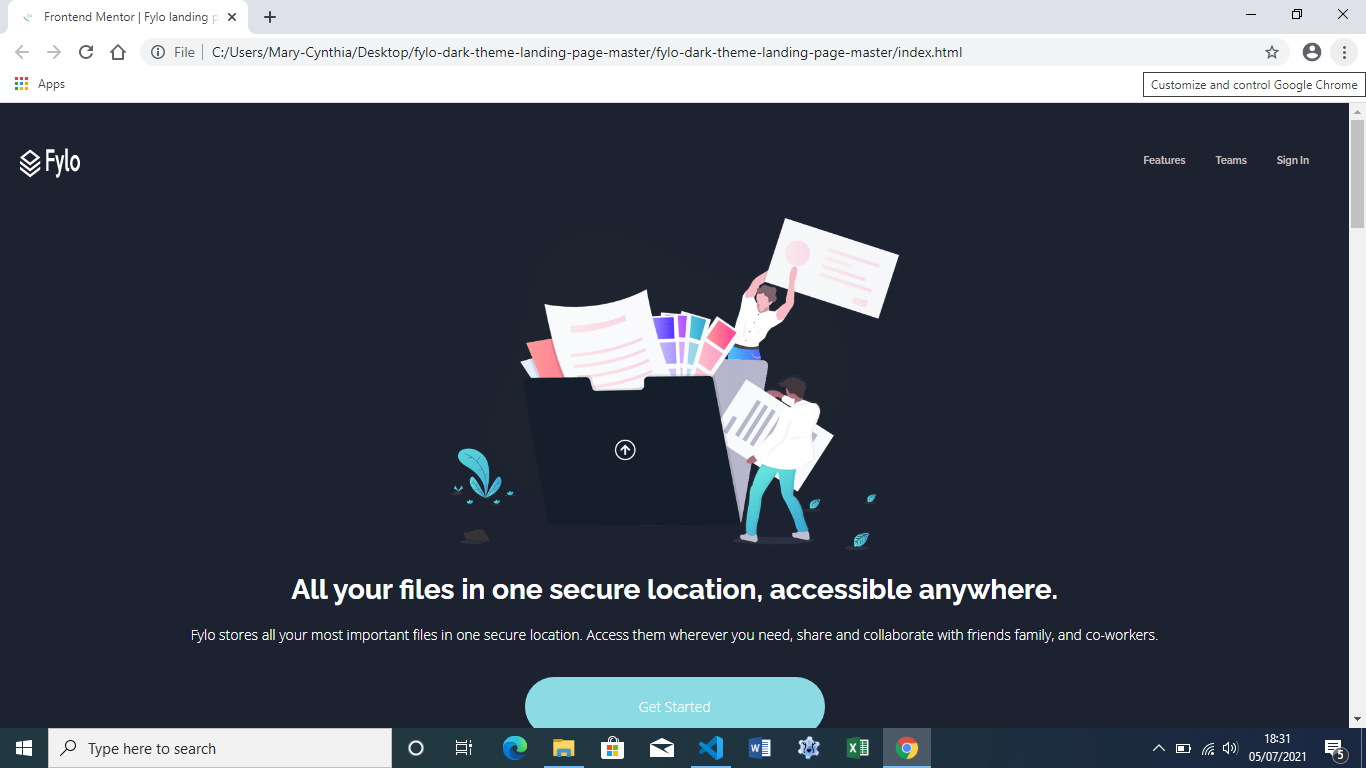 Frontend Mentor | Fylo landing p
File
C:/Users/Mary-Cynthia/Desktop/fylo-dark-theme-landing-page-master/fylo-dark-theme-landing-page-master/index.html
Apps
Customize and control Google Chrome
Fylo
Features Teams Sign In
All your files in one secure location, accessible anywhere.
Fylo stores all your most important files in one secure location. Access them wherever you need, share and collaborate with friends family, and co-workers.
Get Started
Type here to search
18:31
05/07/2021
5